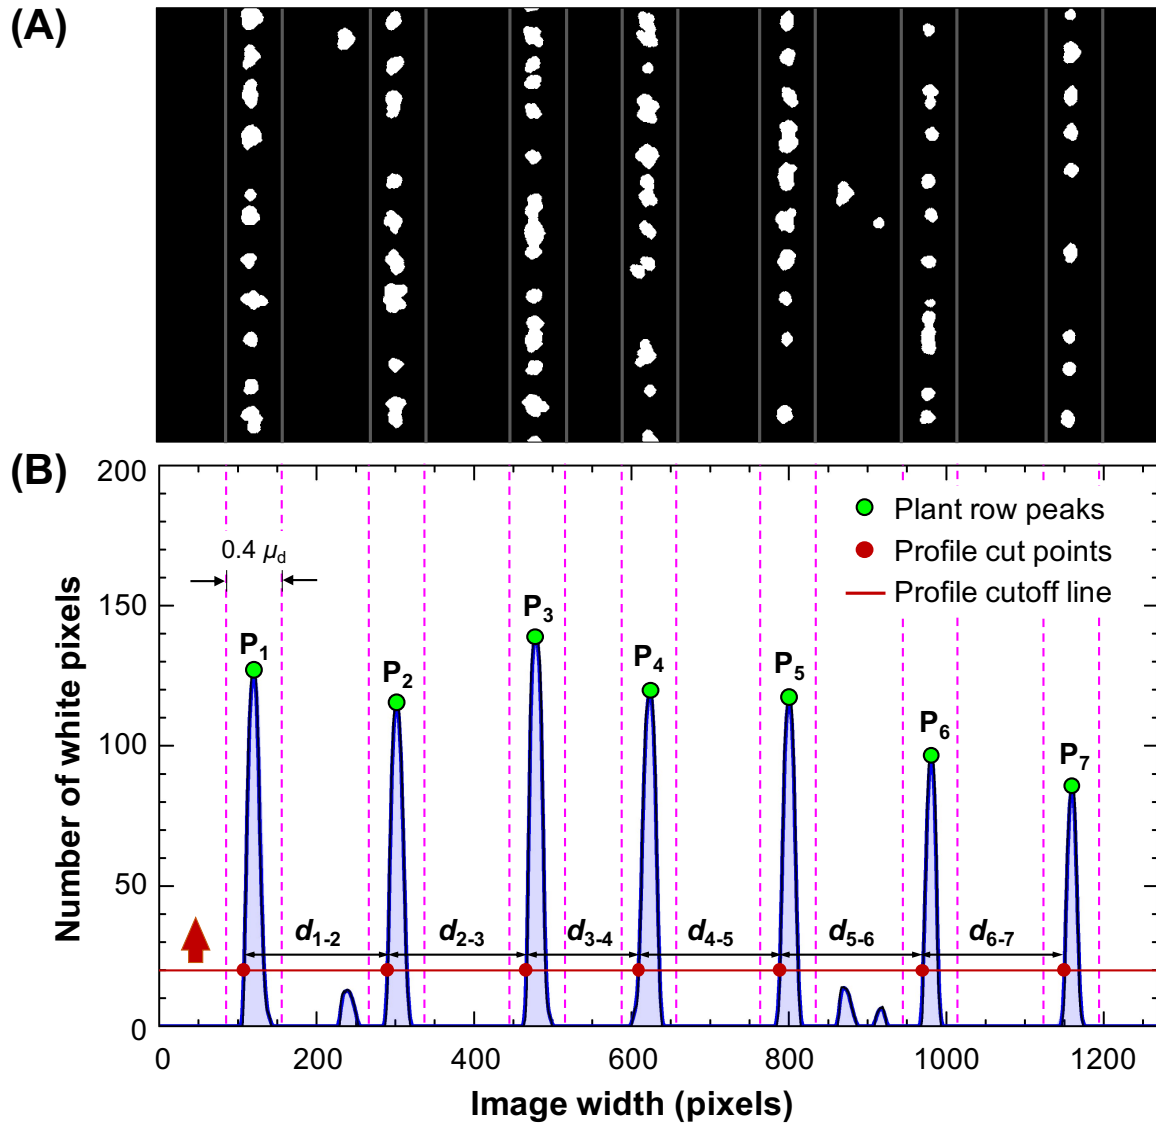 (A)
(B)
200
150
100
50
0
Number of white pixels
0.4 μd
P1
P2
P3
P4
P5
P6
P7
Plant row peaks
Profile cut points
Profile cutoff line
d1-2
d2-3
d3-4
d4-5
d5-6
d6-7
0 200 400 600 800 1000 1200
Image width (pixels)